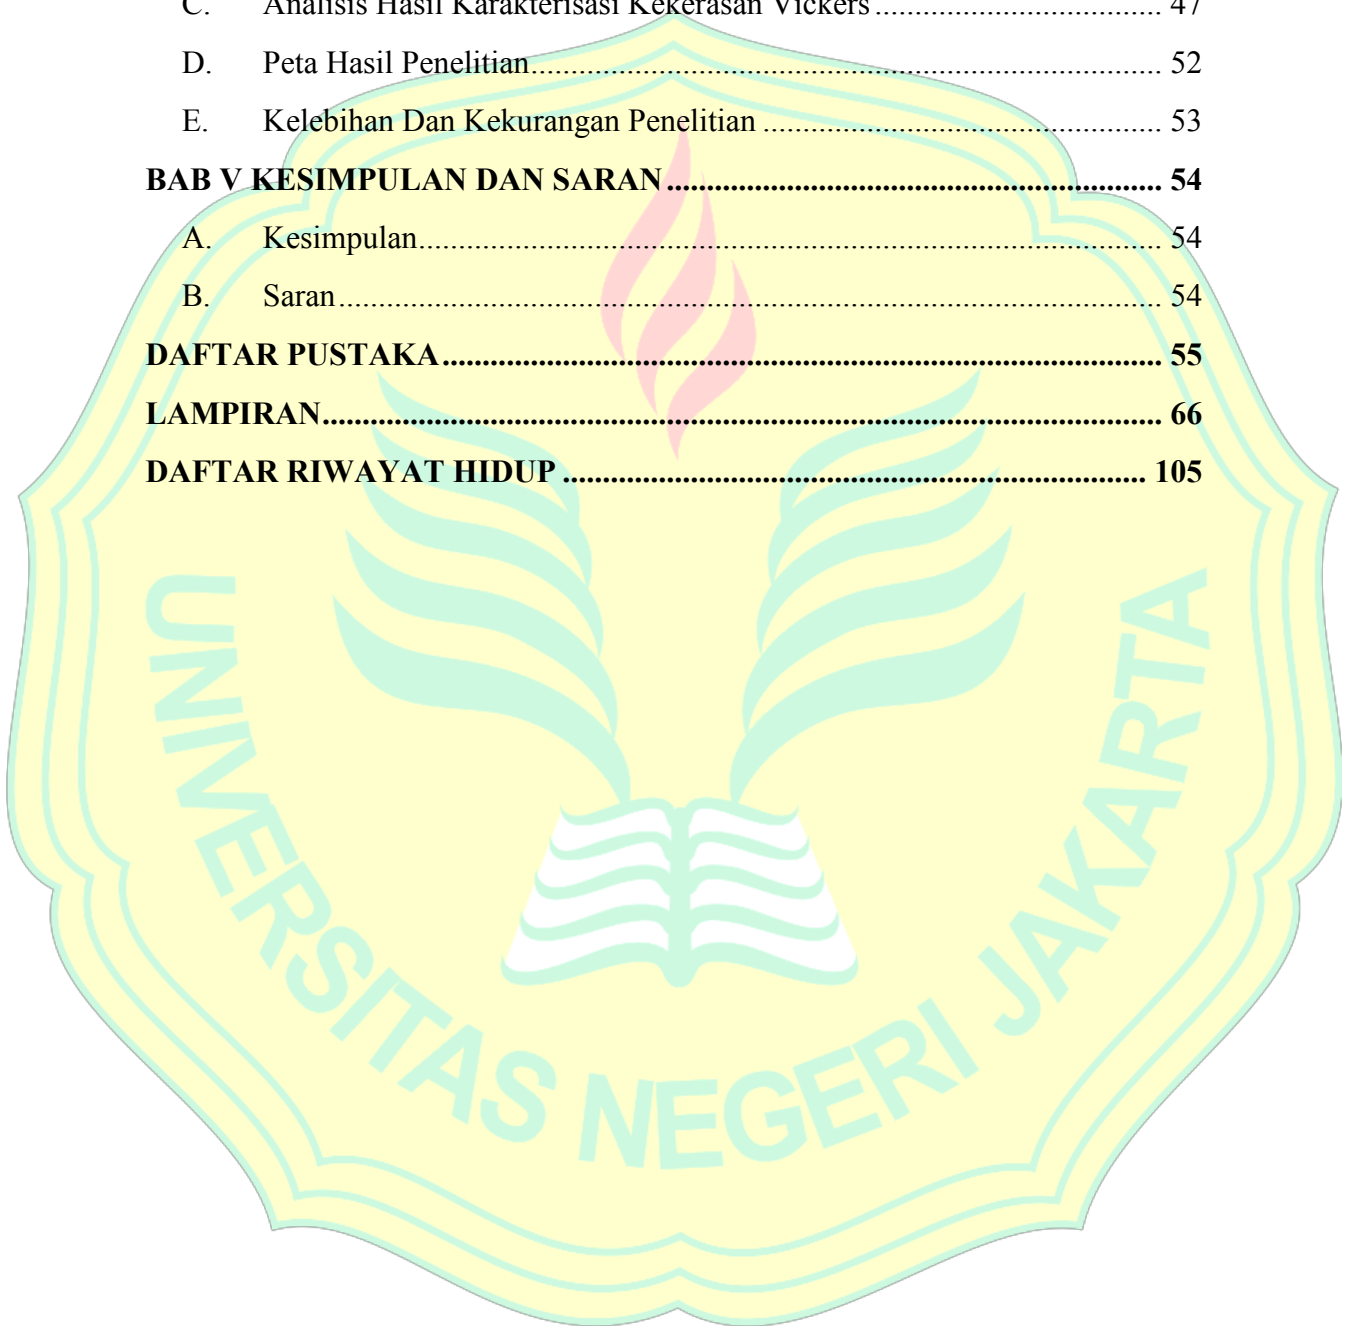 C. Analisis Hasil Karakterisasi Kekerasan Vickers .................................... 47
D. Peta Hasil Penelitian ............................................................................... 52
E. Kelebihan Dan Kekurangan Penelitian .................................................. 53
BAB V KESIMPULAN DAN SARAN .............................................................. 54
A. Kesimpulan ............................................................................................. 54
B. Saran ....................................................................................................... 54
DAFTAR PUSTAKA .......................................................................................... 55
LAMPIRAN ......................................................................................................... 66
DAFTAR RIWAYAT HIDUP ......................................................................... 105
UNIVERSITAS NEGERI JAKARTA